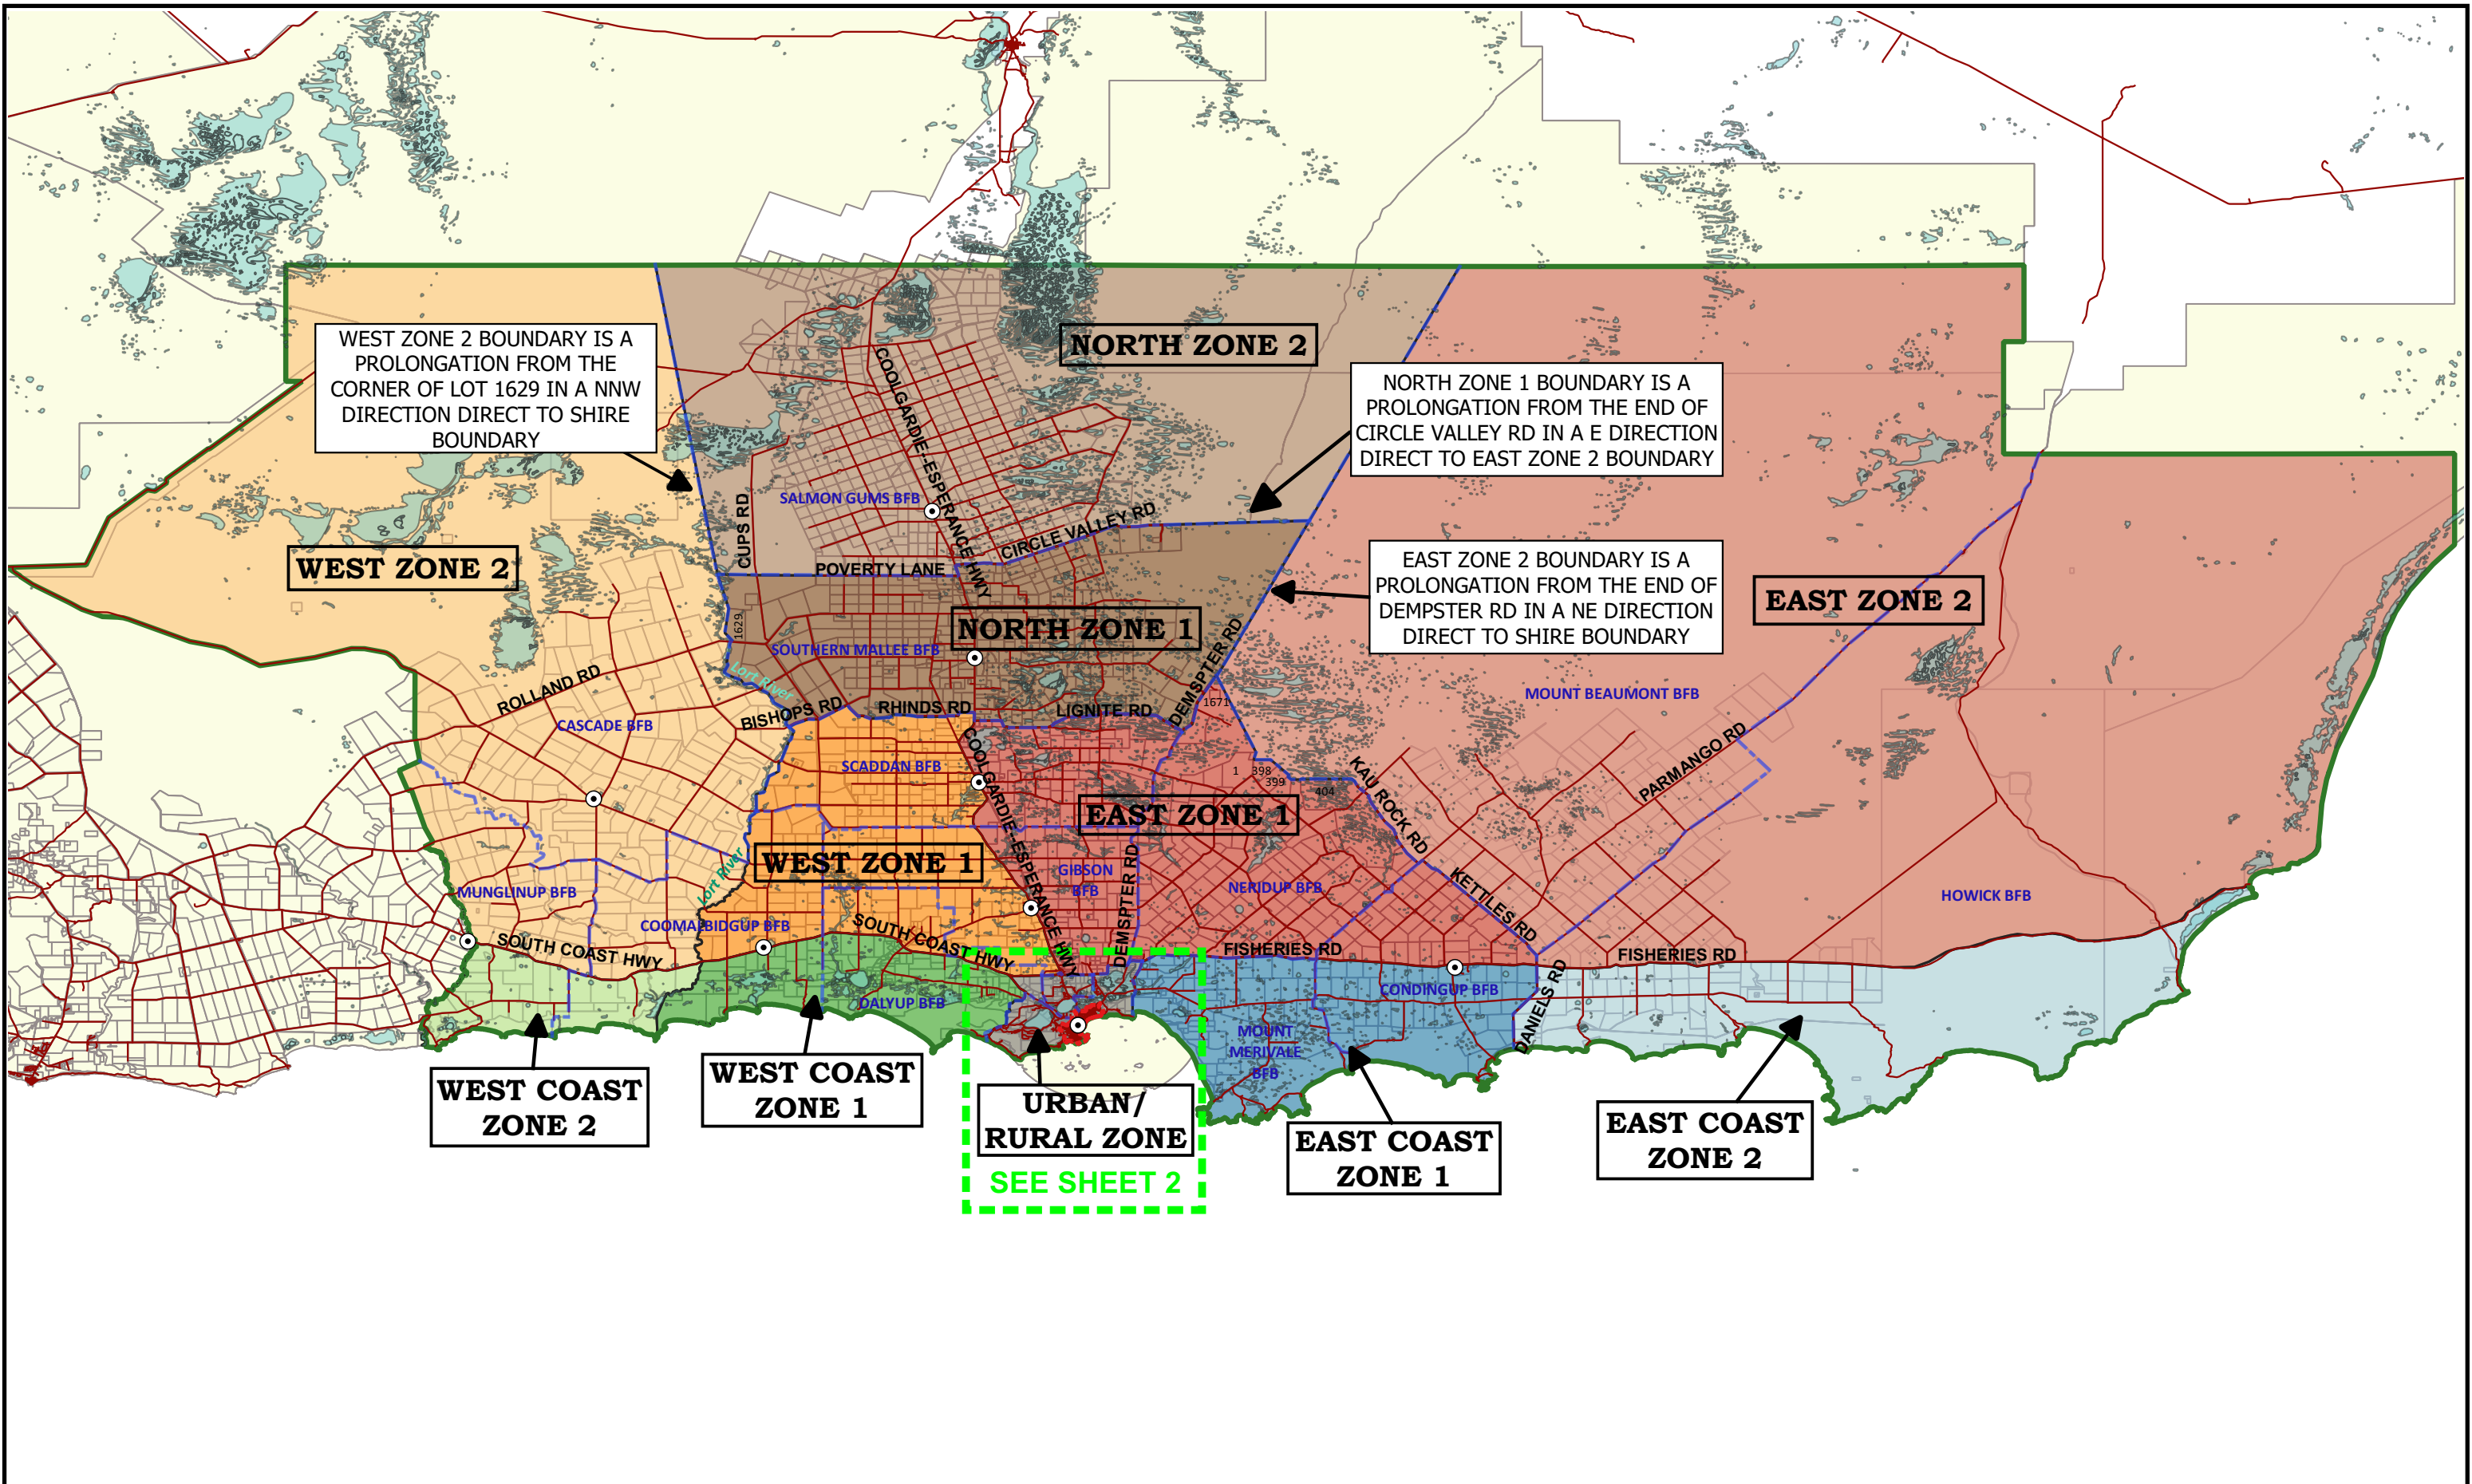 NORTH ZONE 2
WEST ZONE 2 BOUNDARY IS A
PROLONGATION FROM THE
CORNER OF LOT 1629 IN A NNW
DIRECTION DIRECT TO SHIRE
BOUNDARY
NORTH ZONE 1 BOUNDARY IS A
PROLONGATION FROM THE END OF
CIRCLE VALLEY RD IN A E DIRECTION
DIRECT TO EAST ZONE 2 BOUNDARY
COOLGARDIE-ESPERANCE HWY
SALMON GUMS BFB
CUPS RD
CIRCLE VALLEY RD
POVERTY LANE
WEST ZONE 2
EAST ZONE 2 BOUNDARY IS A
PROLONGATION FROM THE END OF
DEMPSTER RD IN A NE DIRECTION
DIRECT TO SHIRE BOUNDARY
EAST ZONE 2
1629
NORTH ZONE 1
SOUTHERN MALLEE BFB
DEMSPTER RD
Lort River
ROLLAND RD
CASCADE BFB
BISHOPS RD
RHINDS RD
LIGNITE RD
1671
MOUNT BEAUMONT BFB
COOLGARDIE-ESPERANCE HWY
SCADDAN BFB
1
398
399
404
KAU ROCK RD
PARMANGO RD
EAST ZONE 1
WEST ZONE 1
Lort River
GIBSON
BFB
DEMSPTER RD
NERIDUP BFB
KETTLES RD
MUNGLINUP BFB
HOWICK BFB
COOMALBIDGUP BFB
SOUTH COAST HWY
SOUTH COAST HWY
FISHERIES RD
FISHERIES RD
DALYUP BFB
CONDINGUP BFB
DANIELS RD
MOUNT
MERIVALE
BFB
WEST COAST
ZONE 2
WEST COAST
ZONE 1
URBAN/
RURAL ZONE
SEE SHEET 2
EAST COAST
ZONE 1
EAST COAST
ZONE 2